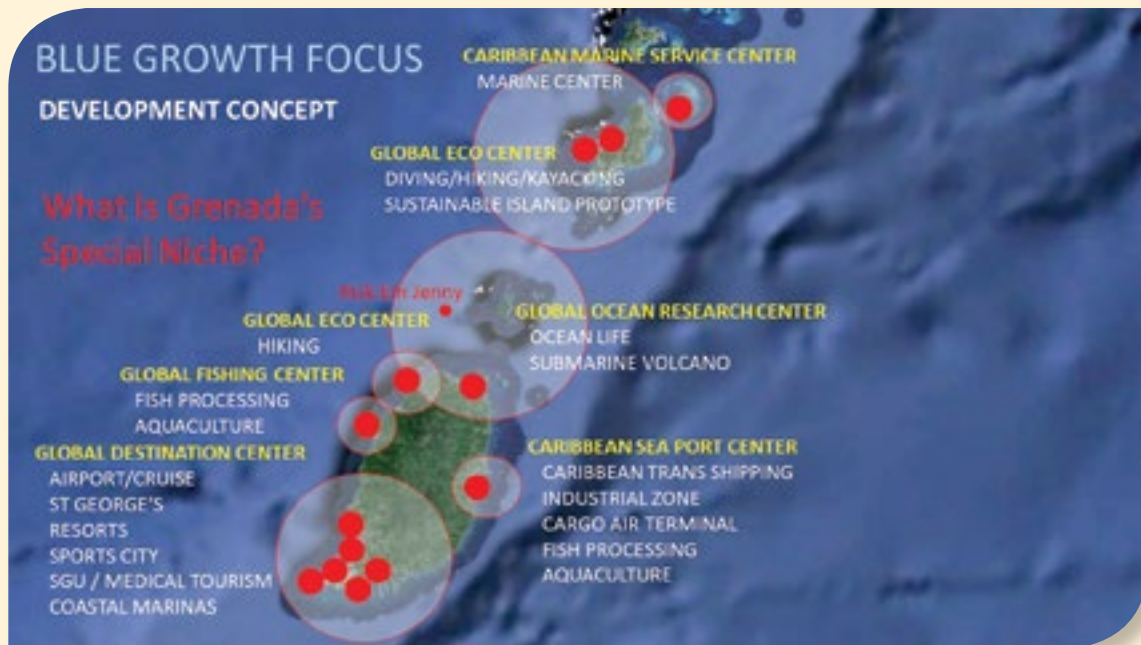 BLUE GROWTH FOCUS
DEVELOPMENT CONCEPT
What is Grenada's
Special Niche?
CARIBBEAN MARINE SERVICE CENTER
MARINE CENTER
GLOBAL ECO CENTER
DIVING/HIKING/KAYACKING
SUSTAINABLE ISLAND PROTOTYPE
Jenny
GLOBAL ECO CENTER
HIKING
GLOBAL OCEAN RESEARCH CENTER
OCEAN LIFE
SUBMARINE VOLCANO
GLOBAL FISHING CENTER
FISH PROCESSING
AQUACULTURE
GLOBAL DESTINATION CENTER
AIRPORT/CRUISE
ST GEORGE'S
RESORTS
SPORTS CITY
SGU / MEDICAL TOURISM
COASTAL MARINAS
CARIBBEAN SEA PORT CENTER
CARIBBEAN TRANS SHIPPING
INDUSTRIAL ZONE
CARGO AIR TERMINAL
FISH PROCESSING
AQUACULTURE